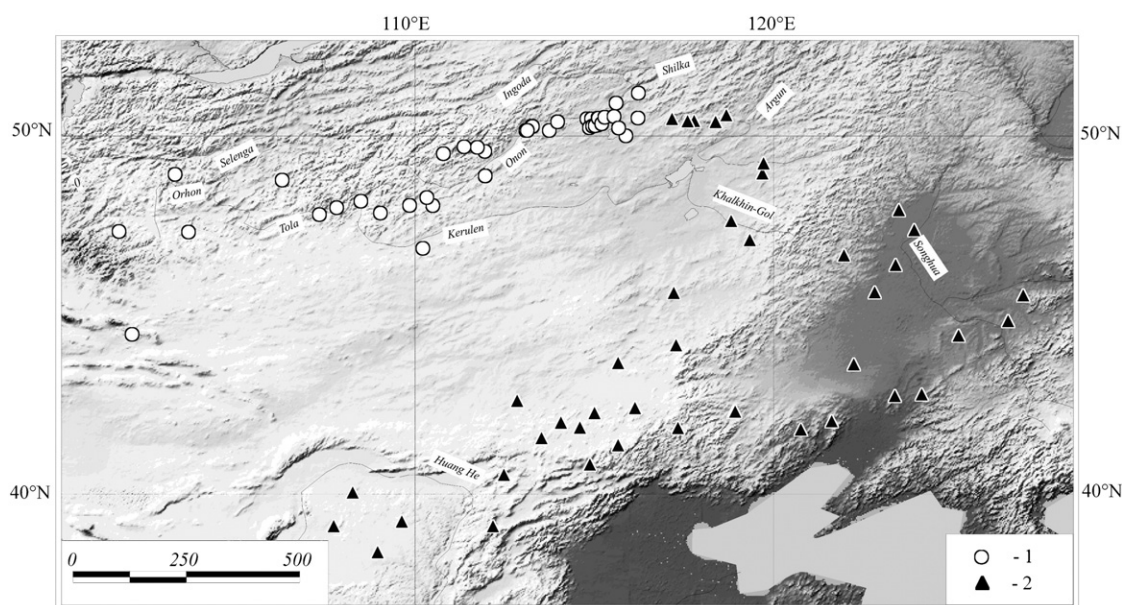 110°E
120°E
Shilka
Ingoda
Argun
50°N
50°N
Onon
Selenga
Orhon
Khalkhin-Gol
Tola
Kerulen
Songhua
Huang He
40°N
40°N
0
250
500
- 1
- 2